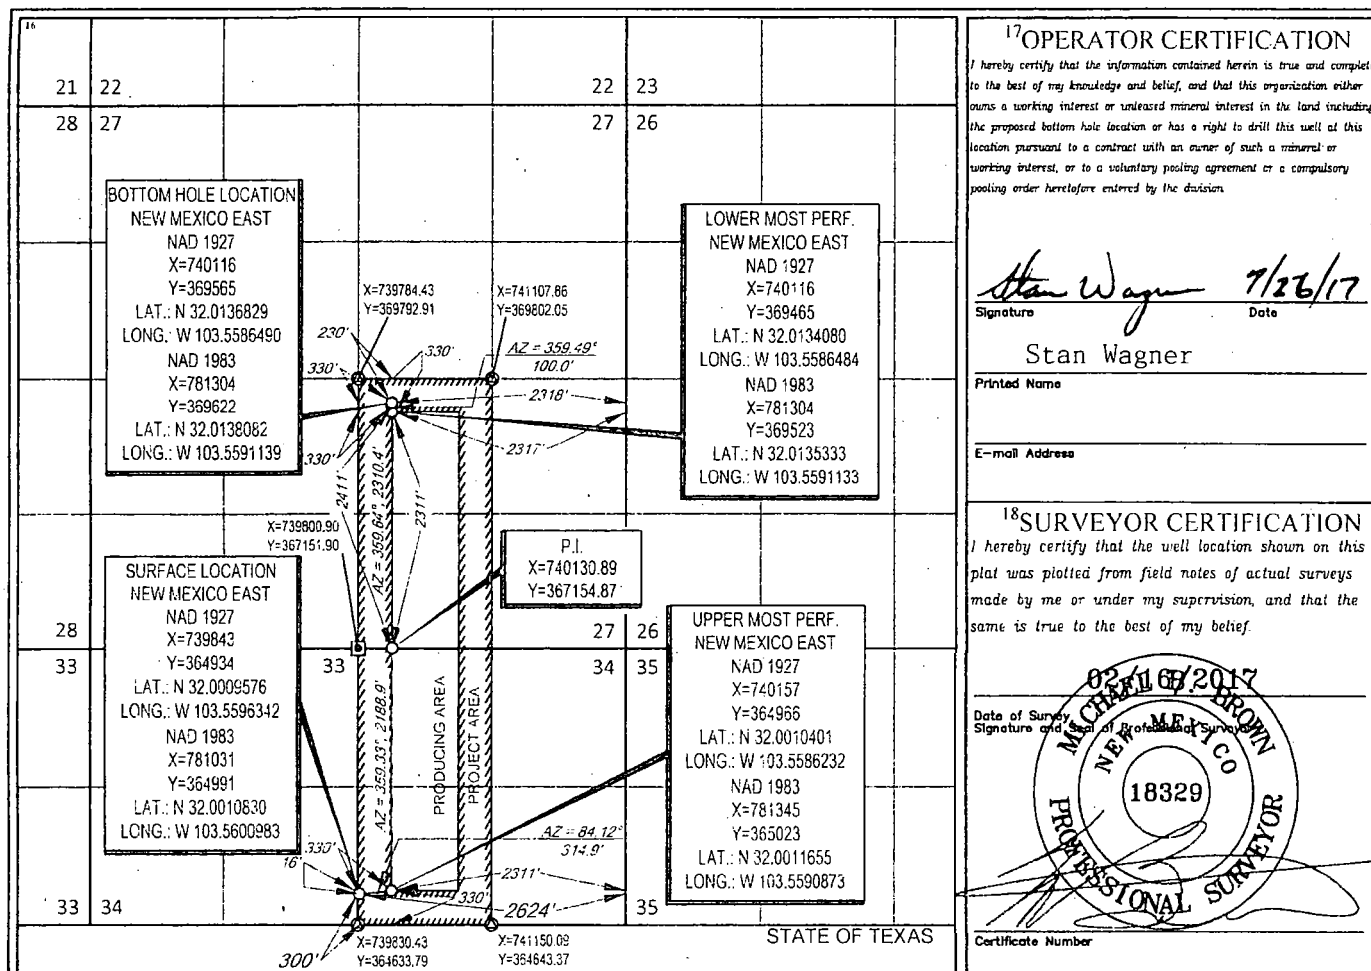 16
21 22
22 23
28 27
27 26
BOTTOM HOLE LOCATION
NEW MEXICO EAST
NAD 1927
X=740116
Y=369565
LAT.: N 32.0136829
LONG.: W 103.5586490
NAD 1983
X=781304
Y=369622
LAT.: N 32.0138082
LONG.: W 103.5591139
LOWER MOST PERF.
NEW MEXICO EAST
NAD 1927
X=740116
Y=369465
LAT.: N 32.0134080
LONG.: W 103.5586484
NAD 1983
X=781304
Y=369523
LAT.: N 32.0135333
LONG.: W 103.5591133
X=739784.43
Y=369792.91
X=741107.86
Y=369802.05
230'
330'
330'
AZ = 359.49°
100.0'
2318'
2317'
330'
2411'
AZ = 359.64°, 2310.4'
2311'
X=739800.90
Y=367151.90
P.I.
X=740130.89
Y=367154.87
SURFACE LOCATION
NEW MEXICO EAST
NAD 1927
X=739843
Y=364934
LAT.: N 32.0009576
LONG.: W 103.5596342
NAD 1983
X=781031
Y=364991
LAT.: N 32.0010830
LONG.: W 103.5600983
28
33
33
27 26
34 35
UPPER MOST PERF.
NEW MEXICO EAST
NAD 1927
X=740157
Y=364966
LAT.: N 32.0010401
LONG.: W 103.5586232
NAD 1983
X=781345
Y=365023
LAT.: N 32.0011655
LONG.: W 103.5590873
AZ = 359.33°, 2188.9'
PRODUCING AREA
PROJECT AREA
AZ = 84.12°
314.9'
330'
16'
2311'
330'
2624'
33 34
35
300'
X=739830.43
Y=364633.79
X=741150.09
Y=364643.37
STATE OF TEXAS
17OPERATOR CERTIFICATION
I hereby certify that the information contained herein is true and complet
to the best of my knowledge and belief, and that this organization either
owns a working interest or unleased mineral interest in the land including
the proposed bottom hole location or has a right to drill this well at this
location pursuant to a contract with an owner of such a mineral or
working interest, or to a voluntary pooling agreement or a compulsory
pooling order heretofore entered by the division
Stan Wagner 7/26/17
Signature Date
Stan Wagner
Printed Name
E-mail Address
18SURVEYOR CERTIFICATION
I hereby certify that the well location shown on this
plat was plotted from field notes of actual surveys
made by me or under my supervision, and that the
same is true to the best of my belief.
02/16/2017
Date of Survey
Signature and Seal of Professional Surveyor
MICHAEL B. BROWN
NEW MEXICO
18329
PROFESSIONAL SURVEYOR
Certificate Number